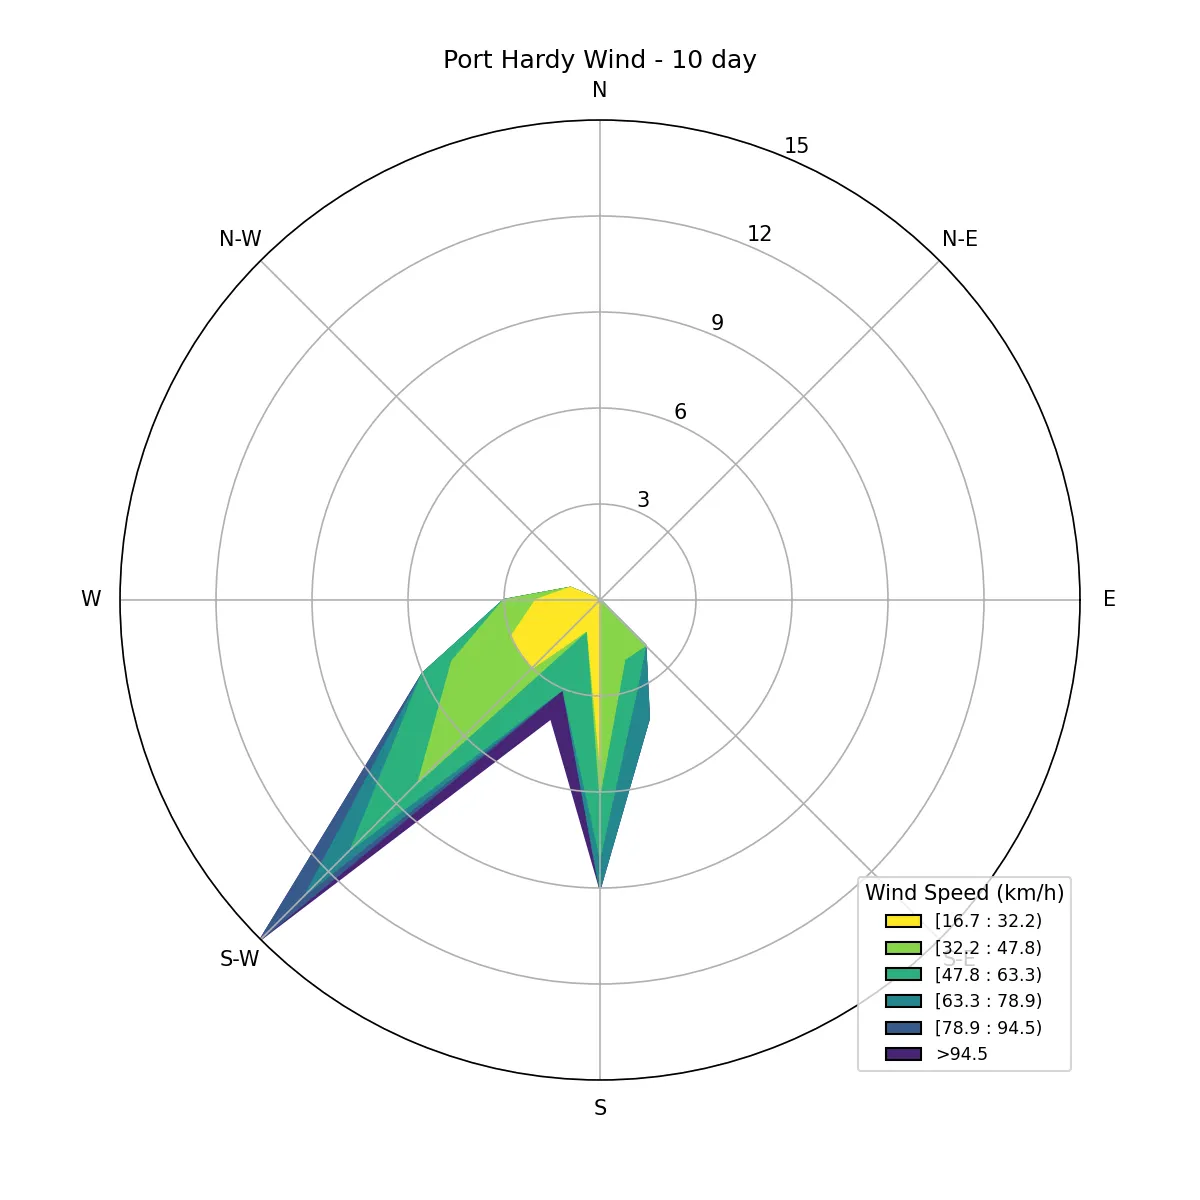 Port Hardy Wind - 10 day
N
15
N-W
12
N-E
9
6
3
W
E
Wind Speed (km/h)
[16.7 : 32.2)
[32.2 : 47.8)
S-W
S-E
[47.8 : 63.3)
[63.3 : 78.9)
[78.9 : 94.5)
>94.5
S